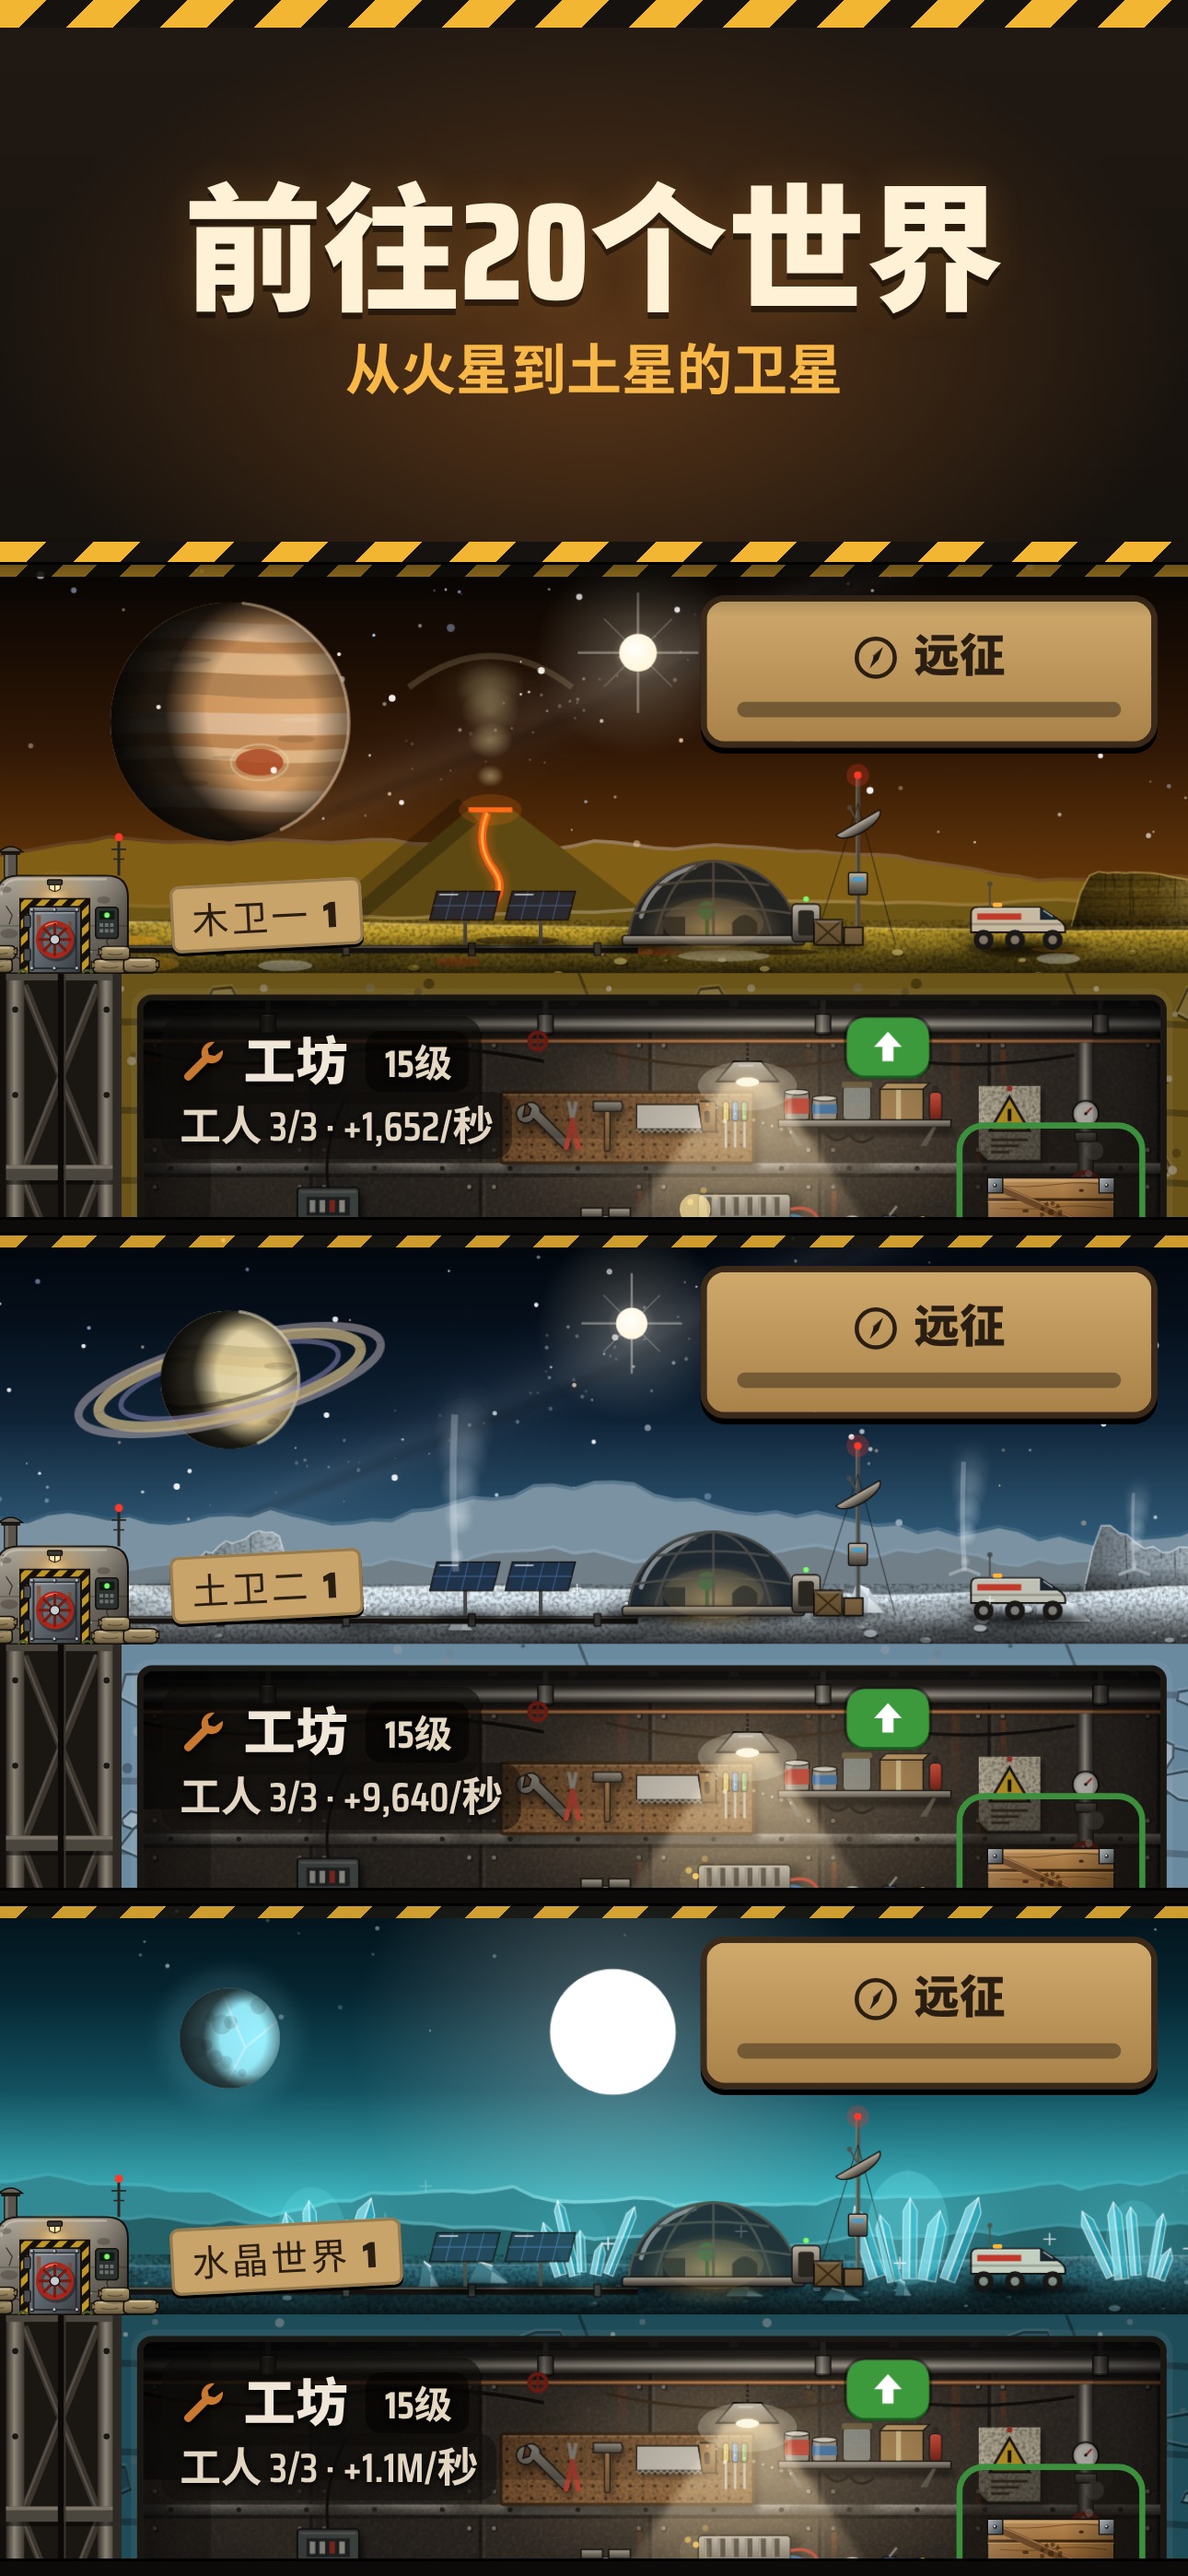 前往20个世界
从火星到土星的卫星
远征
木卫一 1
工坊 15级
工人 3/3 · +1,652/秒
远征
土卫二 1
工坊 15级
工人 3/3 · +9,640/秒
远征
水晶世界 1
工坊 15级
工人 3/3 · +1.1M/秒